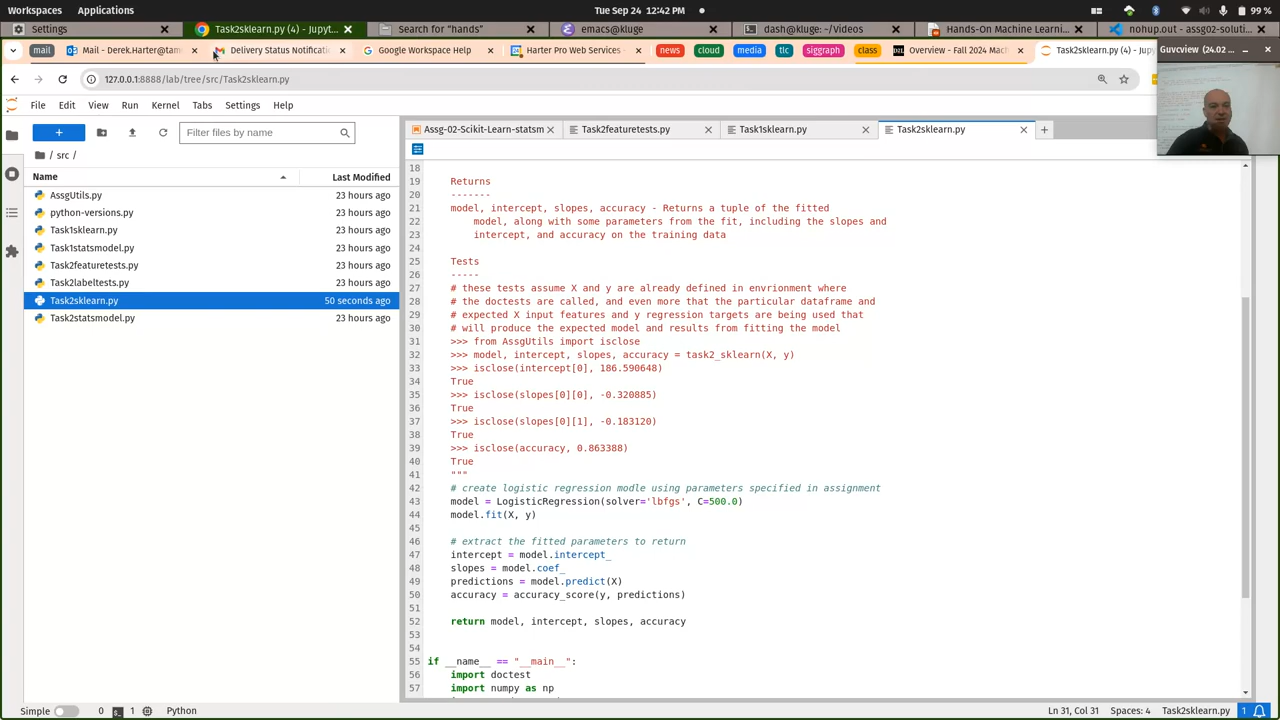 Workspaces Applications Tue Sep 24 12:42 PM 99 %
Settings Task2sklearn.py (4) - Jupyt... Search for "hands" emacs@kluge dash@kluge: ~/Videos Hands-On Machine Learni... nohup.out - assg02-soluti...
mail Mail - Derek.Harter@tam Delivery Status Notificati Google Workspace Help Harter Pro Web Services - news cloud media tlc siggraph class Overview - Fall 2024 Mach Task2sklearn.py (4) - Jup Guvcview (24.02
127.0.0.1:8888/lab/tree/src/Task2sklearn.py
File Edit View Run Kernel Tabs Settings Help
+ Filter files by name Assg-02-Scikit-Learn-statsm Task2featuretests.py Task1sklearn.py Task2sklearn.py
/ src /
Name Last Modified
AssgUtils.py 23 hours ago
python-versions.py 23 hours ago
Task1sklearn.py 23 hours ago
Task1statsmodel.py 23 hours ago
Task2featuretests.py 23 hours ago
Task2labeltests.py 23 hours ago
Task2sklearn.py 50 seconds ago
Task2statsmodel.py 23 hours ago
18
19 Returns
20 -------
21 model, intercept, slopes, accuracy - Returns a tuple of the fitted
22 model, along with some parameters from the fit, including the slopes and
23 intercept, and accuracy on the training data
24
25 Tests
26 -----
27 # these tests assume X and y are already defined in envrionment where
28 # the doctests are called, and even more that the particular dataframe and
29 # expected X input features and y regression targets are being used that
30 # will produce the expected model and results from fitting the model
31 >>> from AssgUtils import isclose
32 >>> model, intercept, slopes, accuracy = task2_sklearn(X, y)
33 >>> isclose(intercept[0], 186.590648)
34 True
35 >>> isclose(slopes[0][0], -0.320885)
36 True
37 >>> isclose(slopes[0][1], -0.183120)
38 True
39 >>> isclose(accuracy, 0.863388)
40 True
41 """
42 # create logistic regression modle using parameters specified in assignment
43 model = LogisticRegression(solver='lbfgs', C=500.0)
44 model.fit(X, y)
45
46 # extract the fitted parameters to return
47 intercept = model.intercept_
48 slopes = model.coef_
49 predictions = model.predict(X)
50 accuracy = accuracy_score(y, predictions)
51
52 return model, intercept, slopes, accuracy
53
54
55 if __name__ == "__main__":
56 import doctest
57 import numpy as np
Simple 0 1 Python Ln 31, Col 31 Spaces: 4 Task2sklearn.py 1